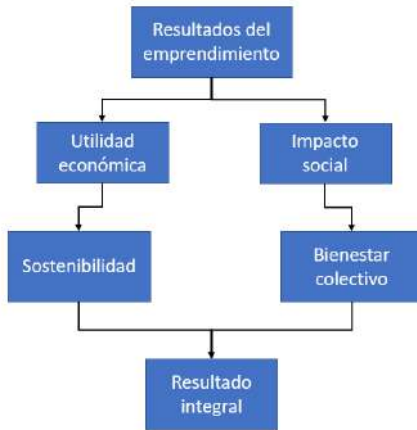 Resultados del
emprendimiento
Utilidad
económica
Impacto
social
Sostenibilidad
Bienestar
colectivo
Resultado
integral